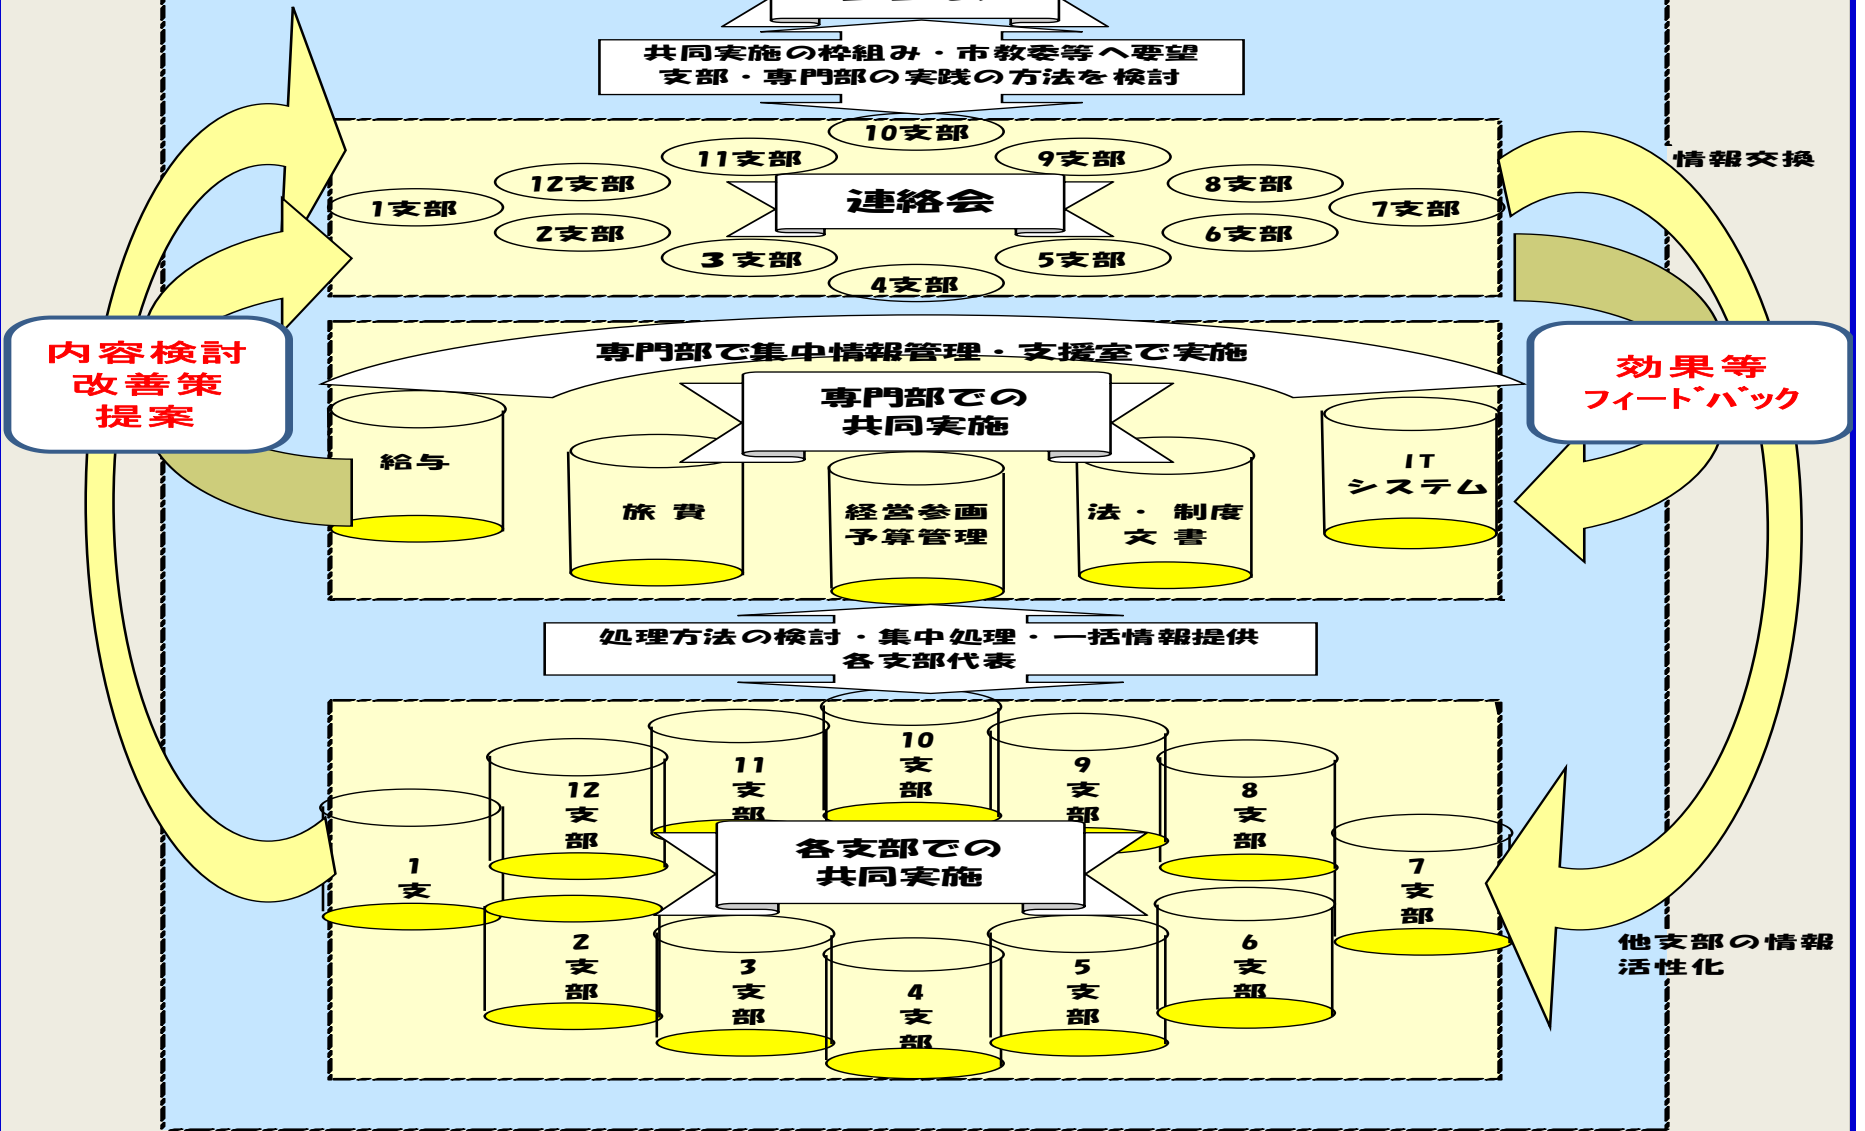 共同実施の枠組み・市教委等へ要望
支部・専門部の実践の方法を検討
10支部
11支部
9支部
12支部
8支部
1支部
連絡会
7支部
2支部
6支部
3支部
5支部
4支部
情報交換
内容検討
改善策
提案
効果等
フィードバック
専門部で集中情報管理・支援室で実施
専門部での
共同実施
給与
旅 費
経営参画
予算管理
法・ 制度
文 書
IT
システム
処理方法の検討・集中処理・一括情報提供
各支部代表
10
支
部
11
支
部
9
支
部
12
支
部
8
支
部
1
支
7
支
部
各支部での
共同実施
2
支
部
6
支
部
3
支
部
5
支
部
4
支
部
他支部の情報
活性化